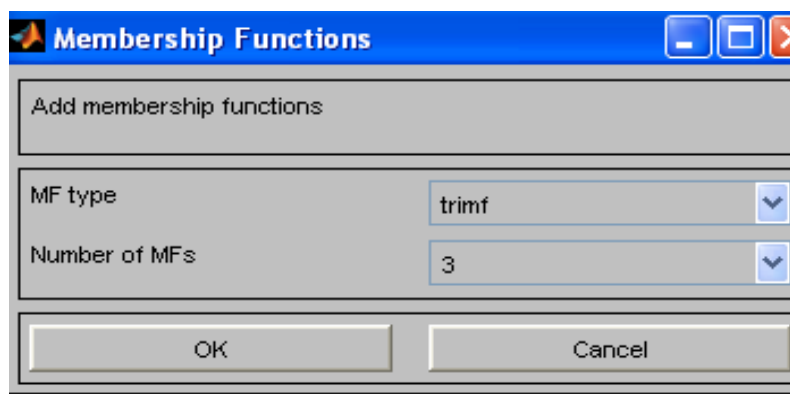 Membership Functions
Add membership functions
MF type
trimf
Number of MFs
3
OK
Cancel